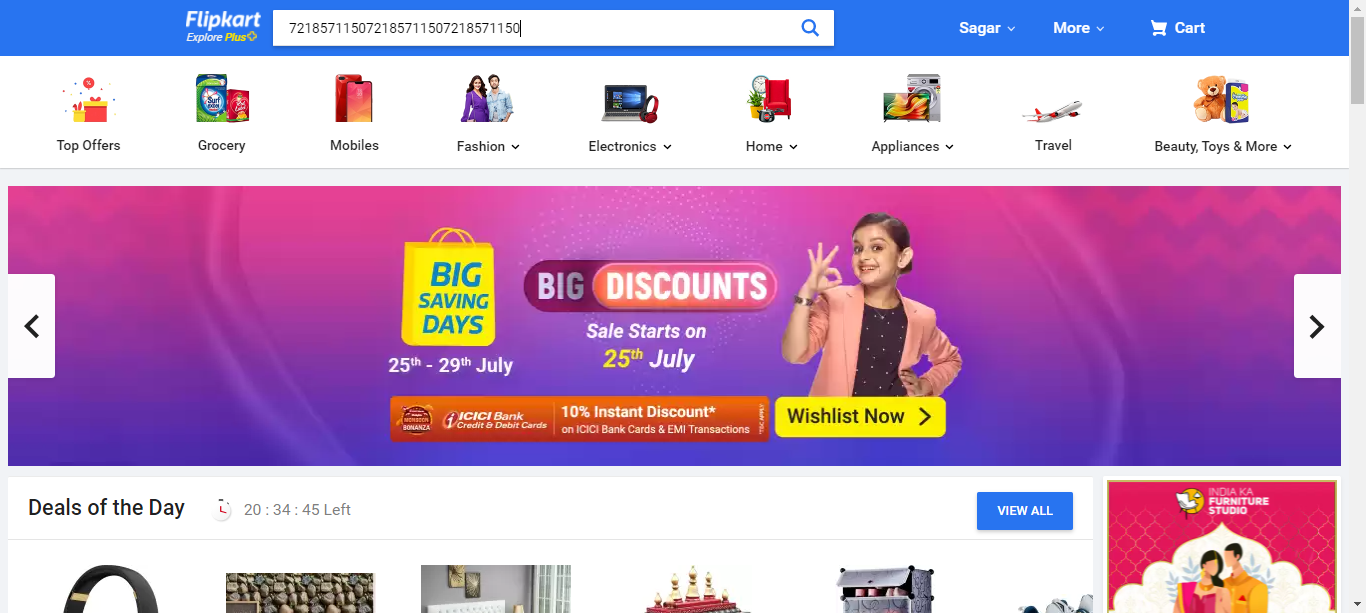 Flipkart
Explore Plus
721857115072185711507218571150
Sagar
More
Cart
Top Offers
Grocery
Mobiles
Fashion
Electronics
Home
Appliances
Travel
Beauty, Toys & More
BIG
SAVING
DAYS
25th - 29th July
BIG DISCOUNTS
Sale Starts on
25th July
MONSOON
BONANZA
ICICI Bank
Credit & Debit Cards
10% Instant Discount*
on ICICI Bank Cards & EMI Transactions
*T&C APPLY
Wishlist Now
Deals of the Day
20 : 34 : 45 Left
VIEW ALL
INDIA KA
FURNITURE
STUDIO